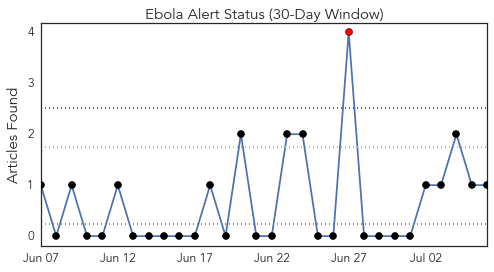 Ebola Alert Status (30-Day Window)
Articles Found
4
3
2
1
0
Jun 07
Jun 12
Jun 17
Jun 22
Jun 27
Jul 02